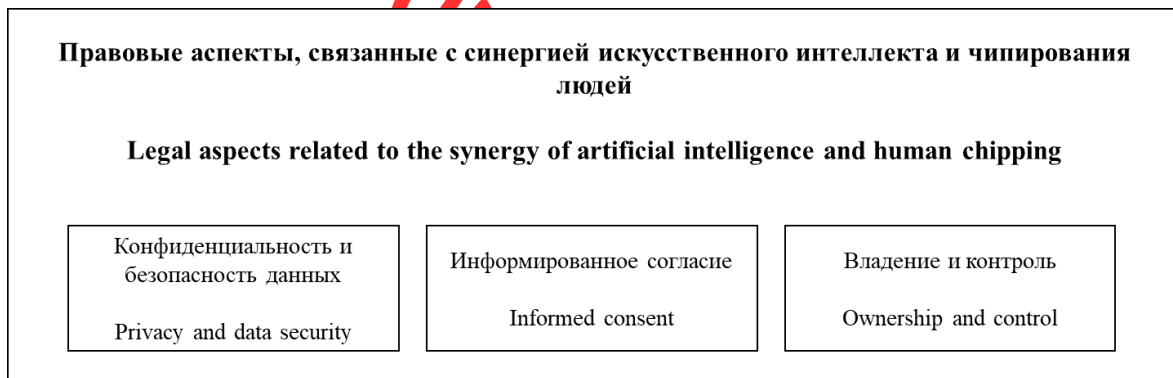 Правовые аспекты, связанные с синергией искусственного интеллекта и чипирования
людей
Legal aspects related to the synergy of artificial intelligence and human chipping
Конфиденциальность и
безопасность данных
Privacy and data security
Информированное согласие
Informed consent
Владение и контроль
Ownership and control